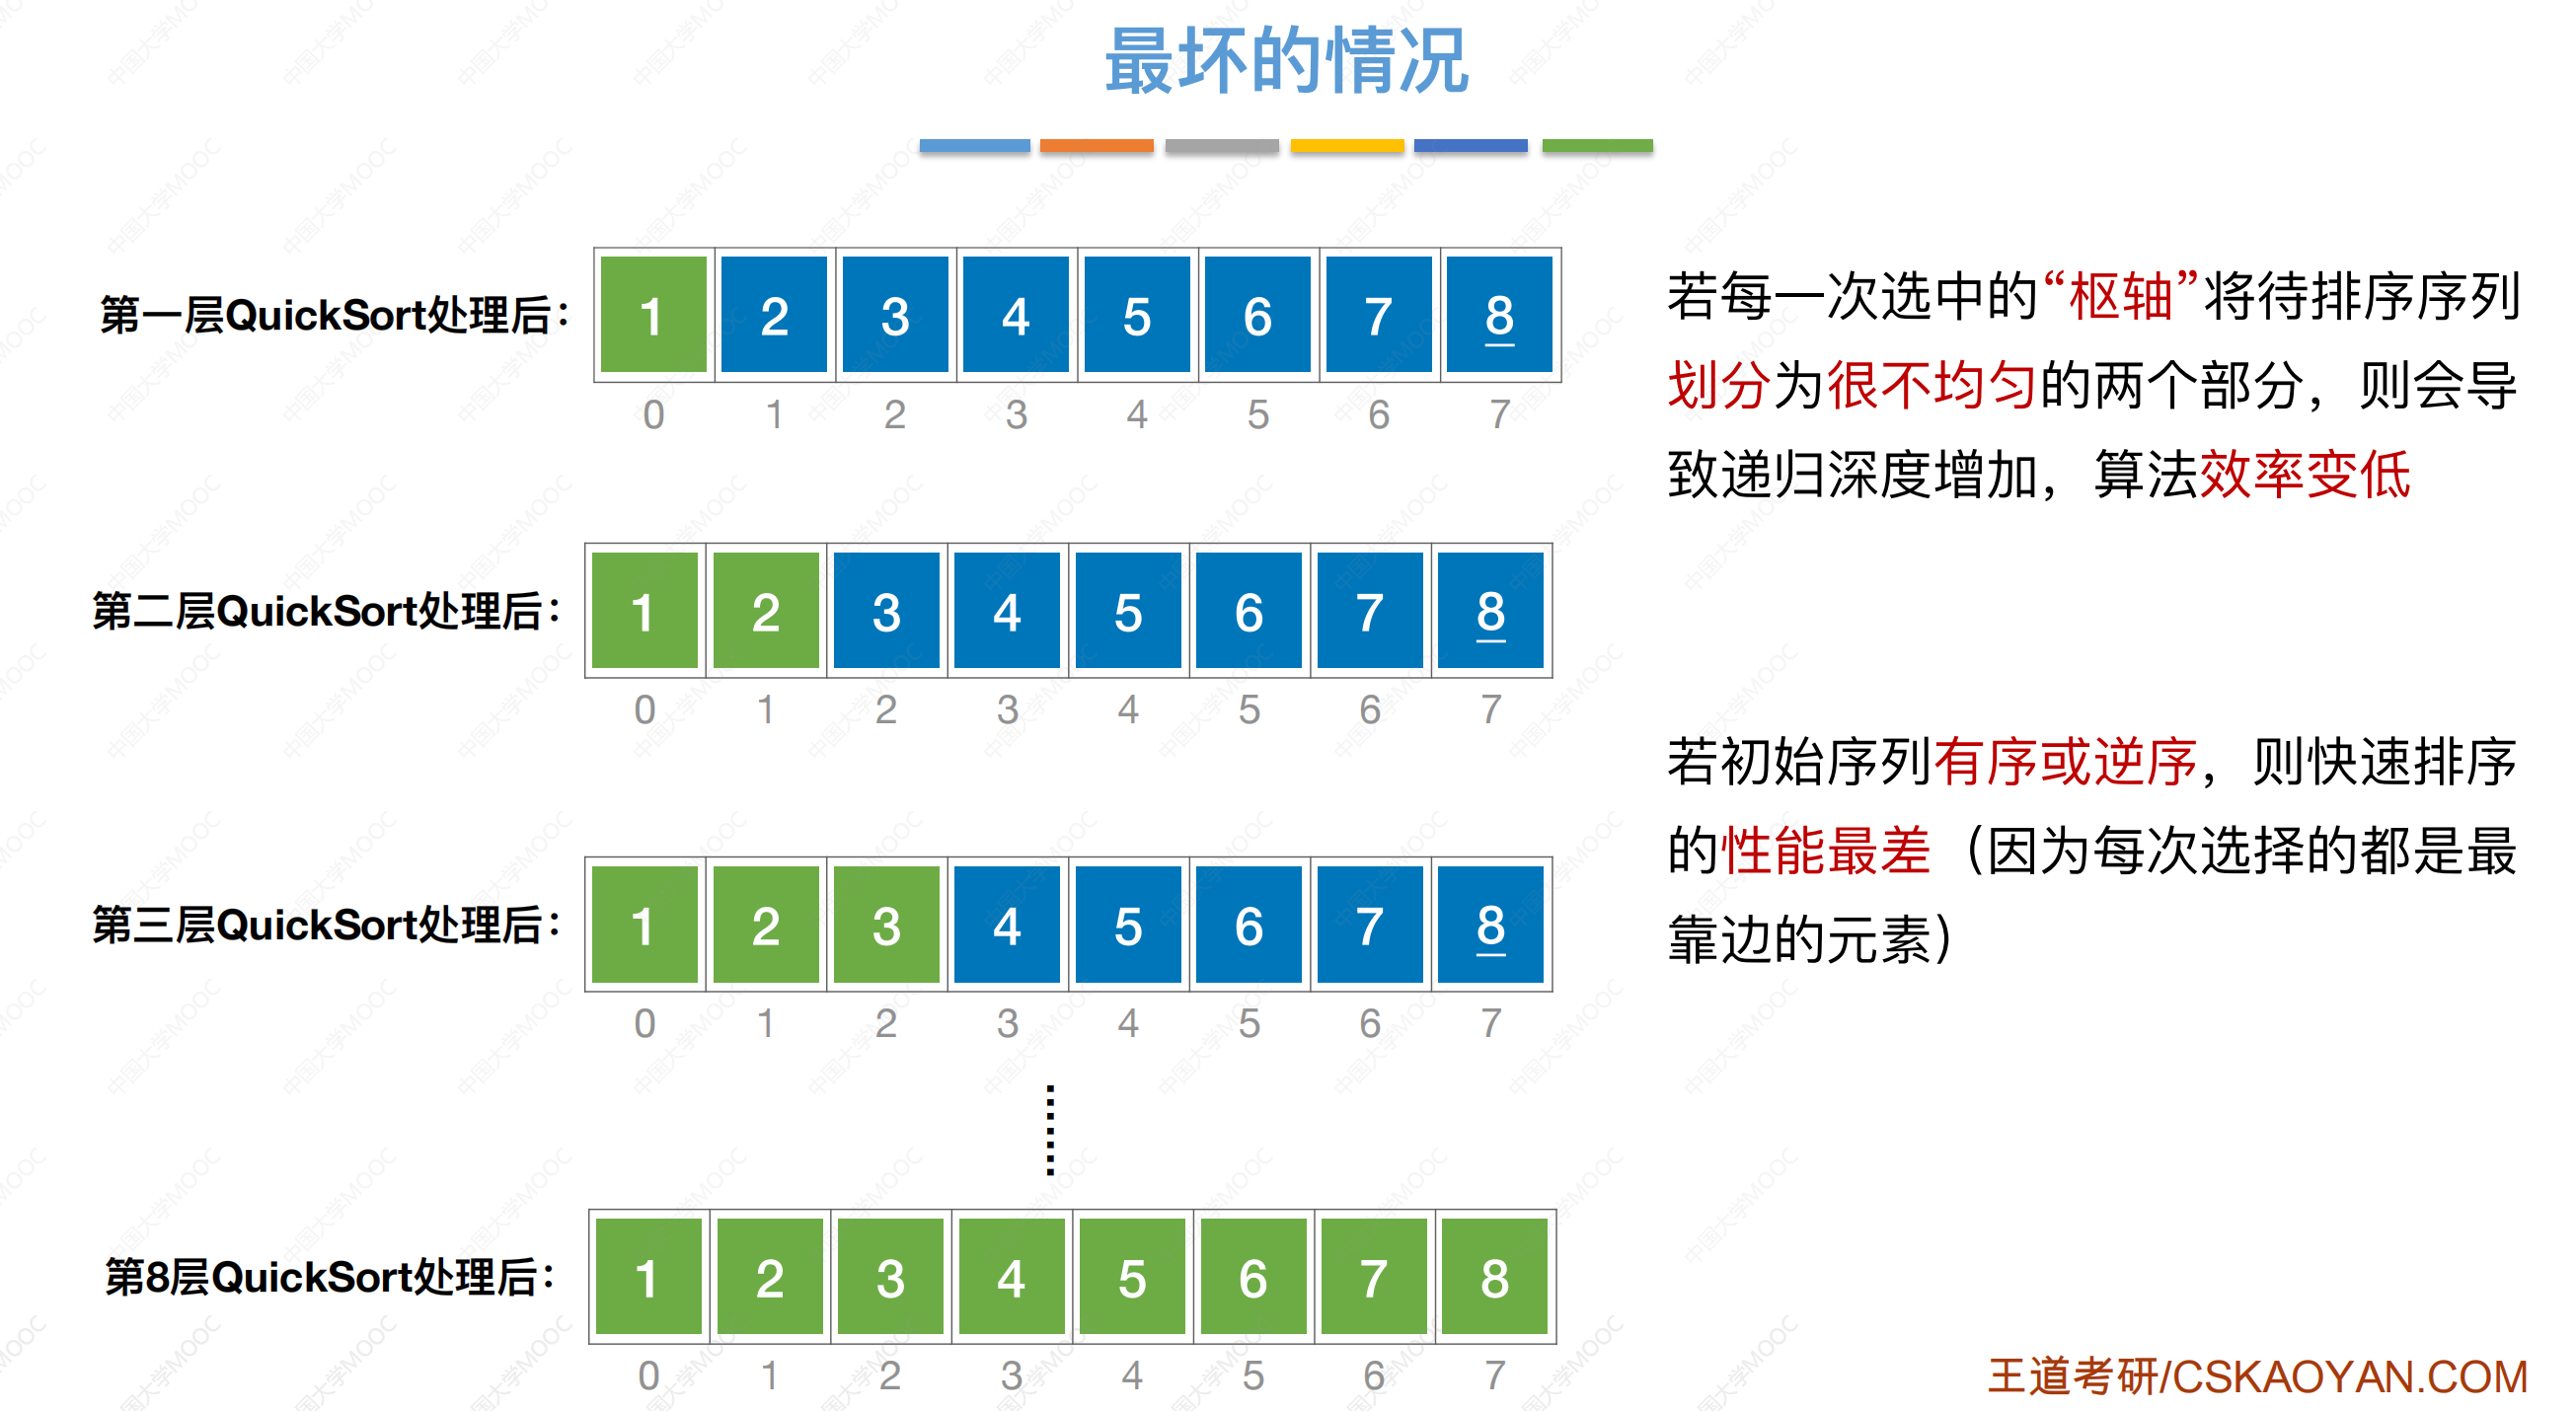 最坏的情况
第一层QuickSort处理后：
1 2 3 4 5 6 7 8
0 1 2 3 4 5 6 7
若每一次选中的“枢轴”将待排序序列
划分为很不均匀的两个部分，则会导
致递归深度增加，算法效率变低
第二层QuickSort处理后：
1 2 3 4 5 6 7 8
0 1 2 3 4 5 6 7
若初始序列有序或逆序，则快速排序
的性能最差（因为每次选择的都是最
靠边的元素）
第三层QuickSort处理后：
1 2 3 4 5 6 7 8
0 1 2 3 4 5 6 7
.......
第8层QuickSort处理后：
1 2 3 4 5 6 7 8
0 1 2 3 4 5 6 7
王道考研/CSKAOYAN.COM
中国大学MOOC